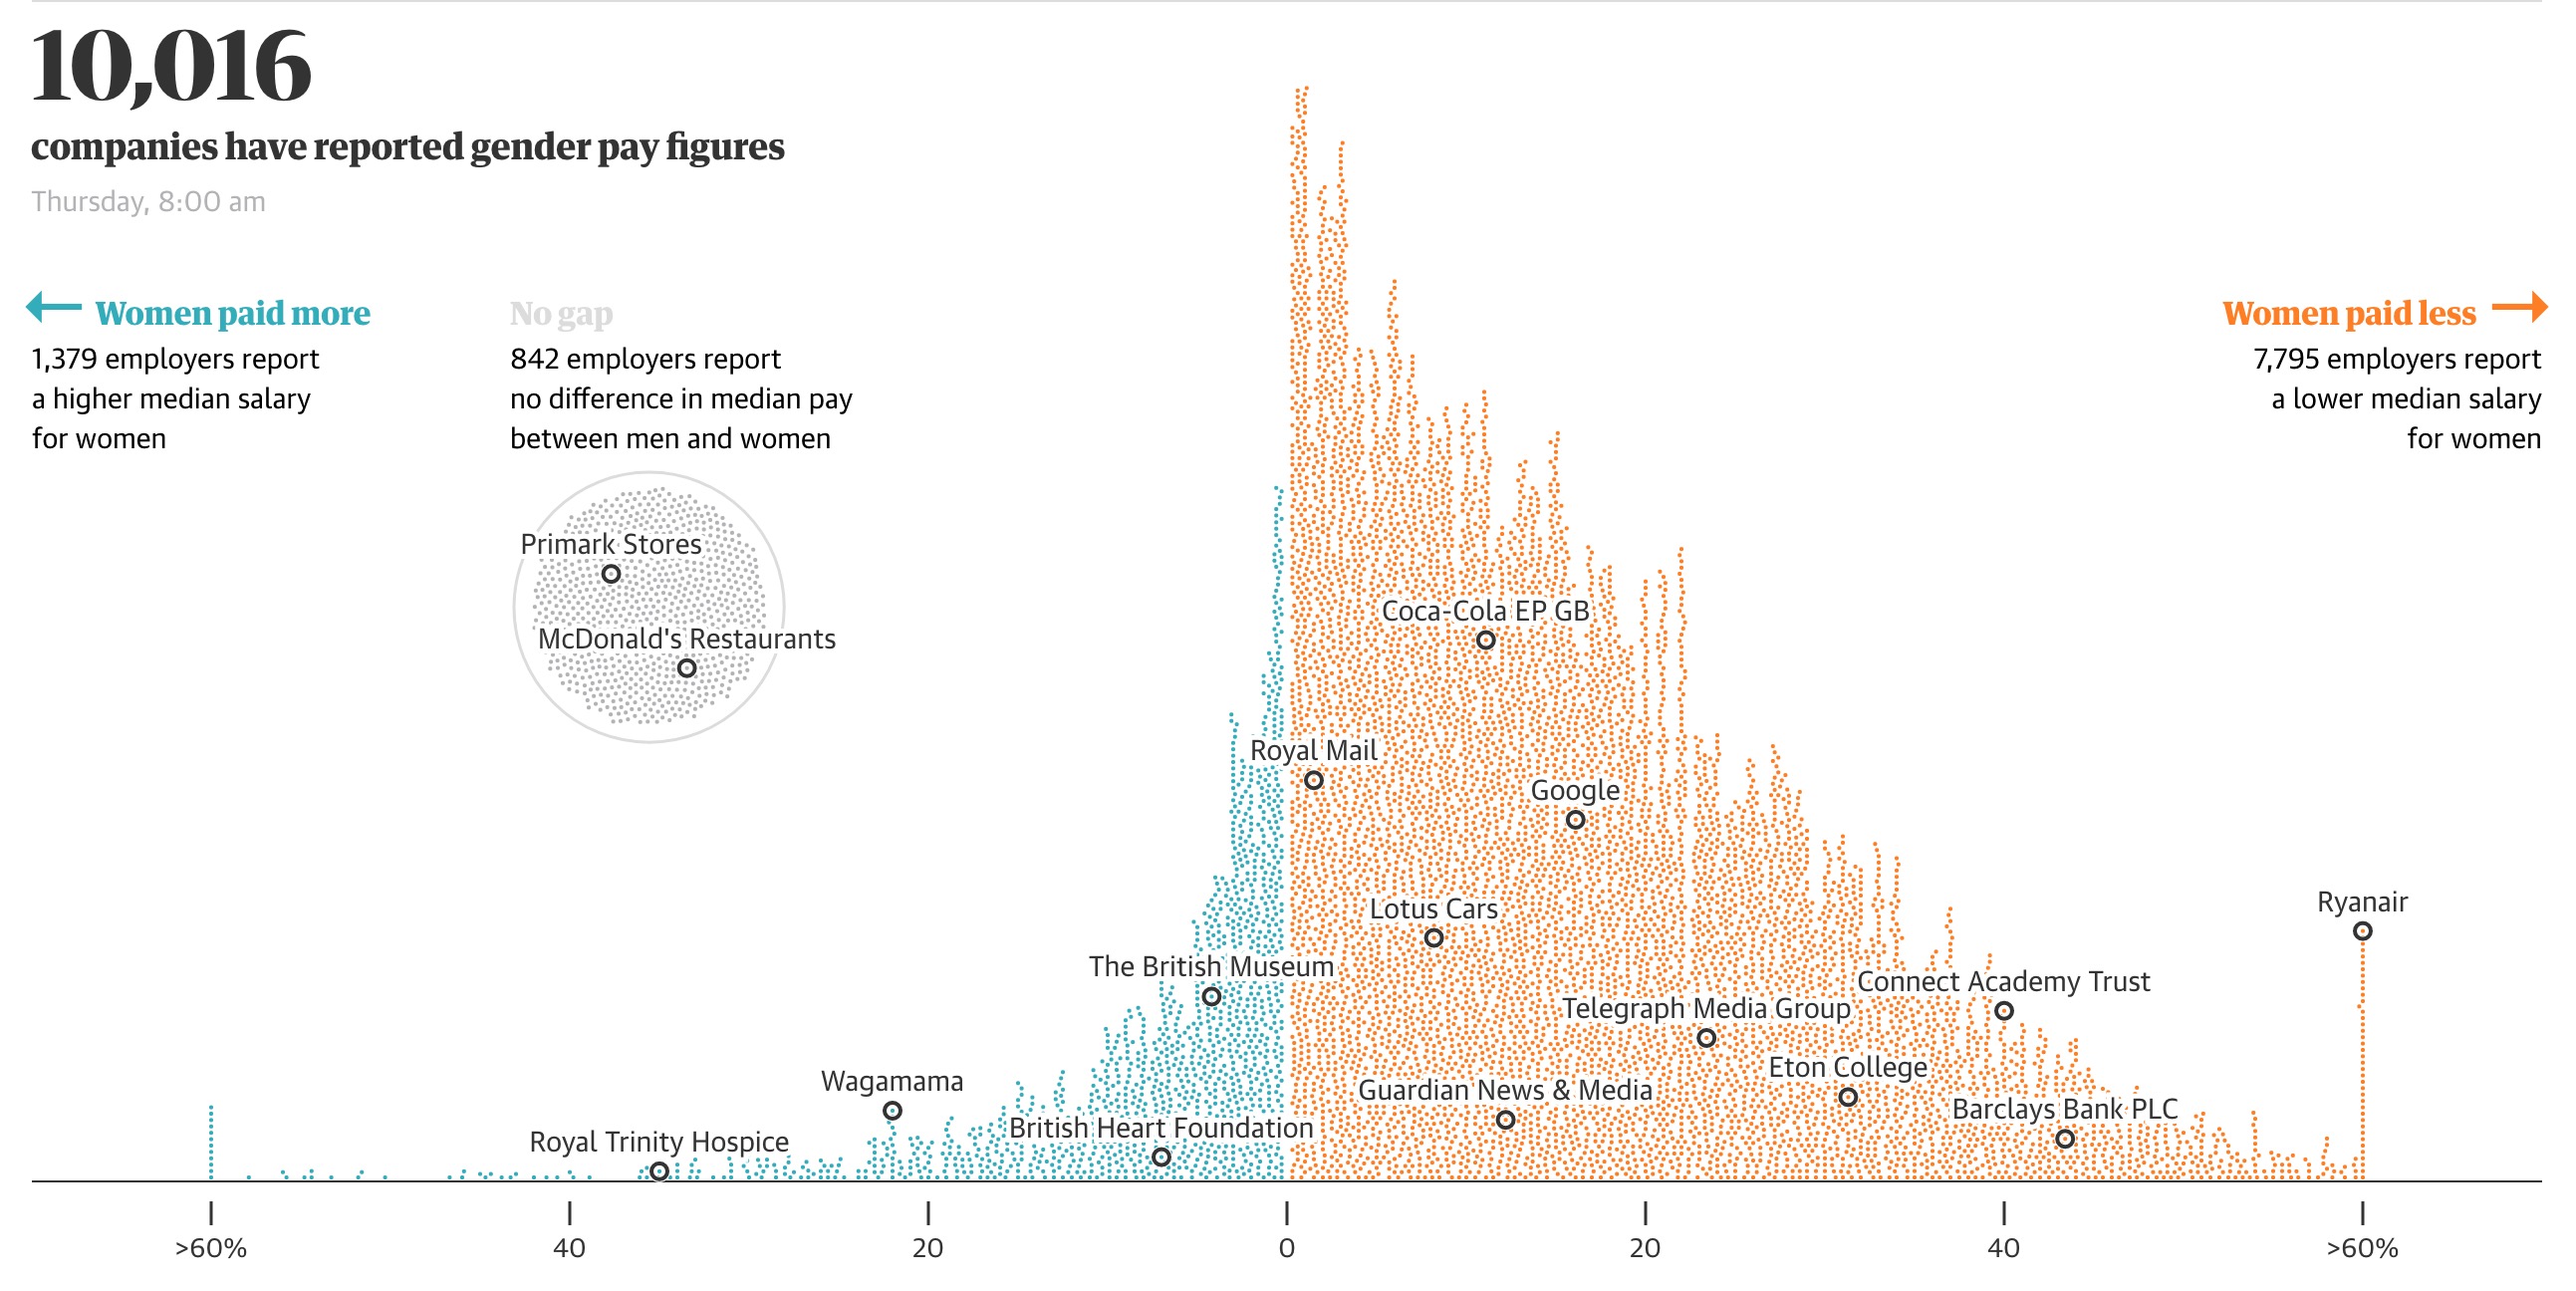 10,016
companies have reported gender pay figures
Thursday, 8:00 am
Women paid more
1,379 employers report
a higher median salary
for women
No gap
842 employers report
no difference in median pay
between men and women
Women paid less
7,795 employers report
a lower median salary
for women
Primark Stores
McDonald's Restaurants
Coca-Cola EP GB
Royal Mail
Google
Ryanair
Lotus Cars
The British Museum
Connect Academy Trust
Telegraph Media Group
Eton College
Wagamama
Guardian News & Media
Barclays Bank PLC
British Heart Foundation
Royal Trinity Hospice
>60% 40 20 0 20 40 >60%